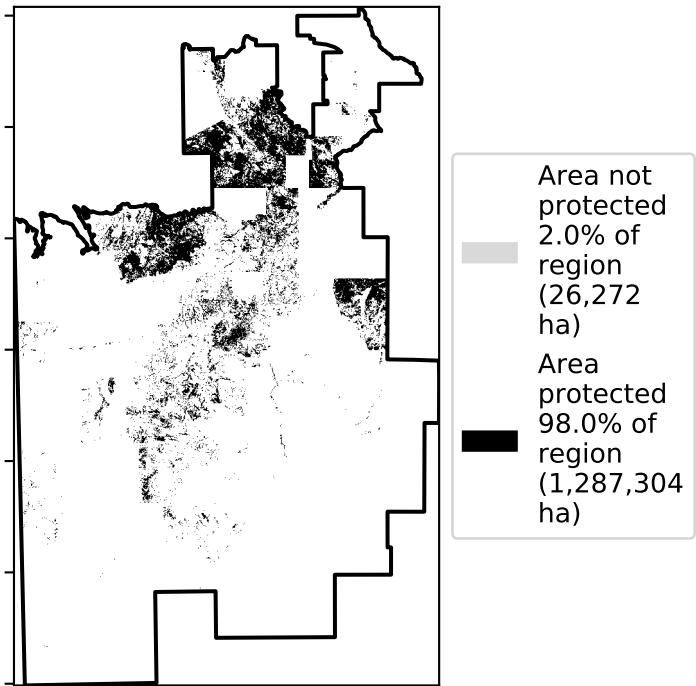 Area not
protected
2.0% of
region
(26,272
ha)
Area
protected
98.0% of
region
(1,287,304
ha)